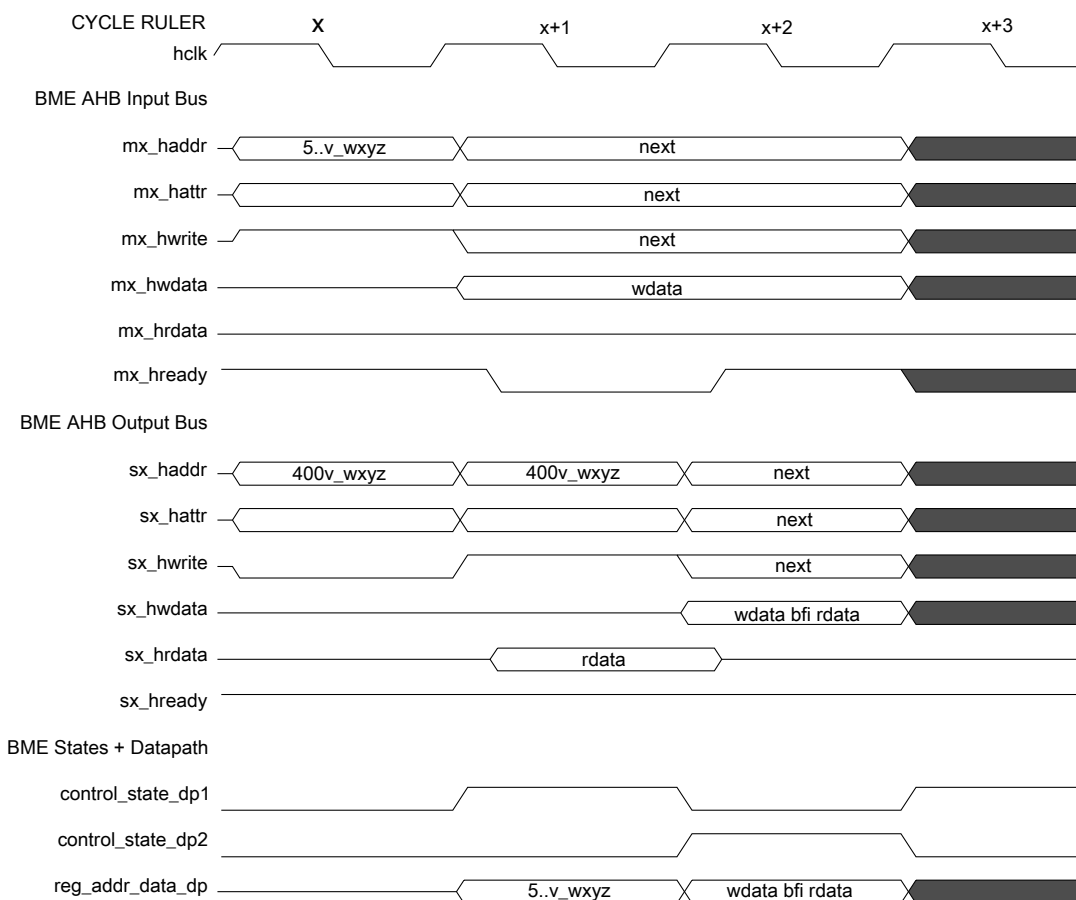 CYCLE RULER x x+1 x+2 x+3
hclk
BME AHB Input Bus
mx_haddr 5..v_wxyz next
mx_hattr next
mx_hwrite next
mx_hwdata wdata
mx_hrdata
mx_hready
BME AHB Output Bus
sx_haddr 400v_wxyz 400v_wxyz next
sx_hattr next
sx_hwrite next
sx_hwdata wdata bfi rdata
sx_hrdata rdata
sx_hready
BME States + Datapath
control_state_dp1
control_state_dp2
reg_addr_data_dp 5..v_wxyz wdata bfi rdata